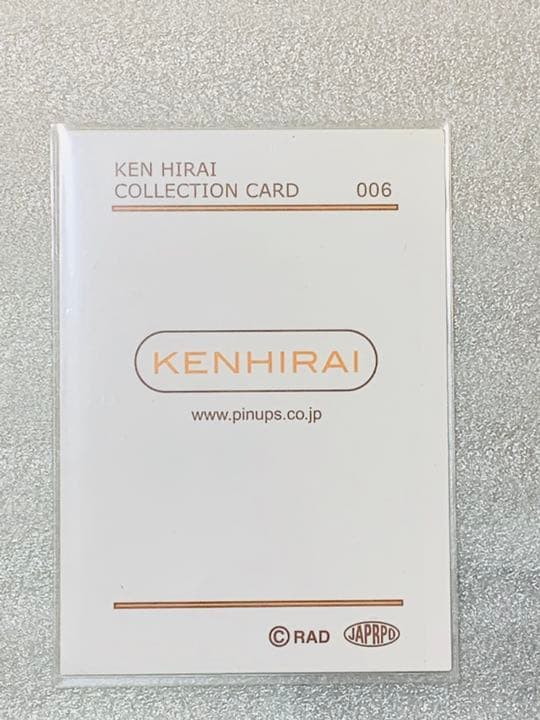 KEN HIRAI
COLLECTION CARD 006
KENHIRAI
www.pinups.co.jp
©RAD JAPRPO